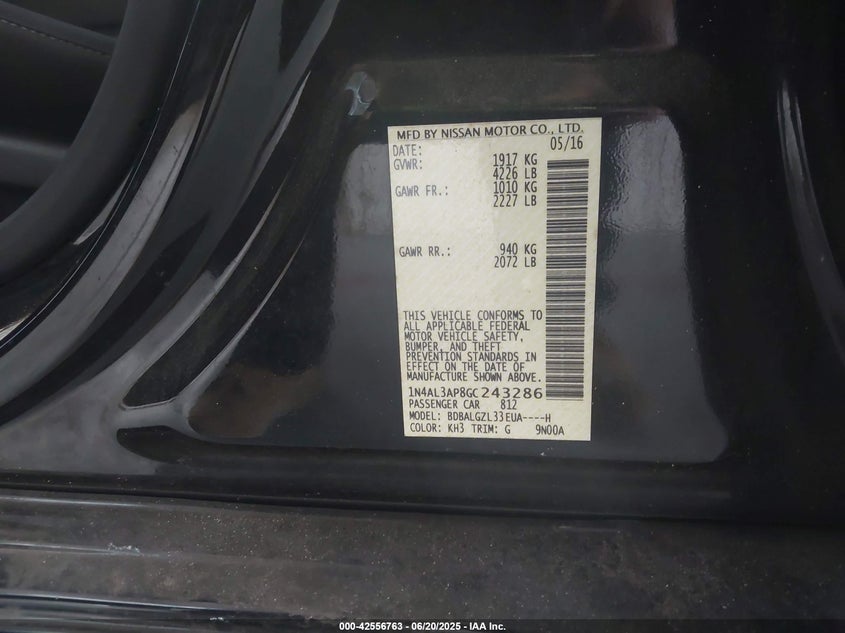 MFD BY NISSAN MOTOR CO., LTD.
DATE: 05/16
GVWR: 1917 KG
4226 LB
GAWR FR.: 1010 KG
2227 LB
GAWR RR.: 940 KG
2072 LB
THIS VEHICLE CONFORMS TO
ALL APPLICABLE FEDERAL
MOTOR VEHICLE SAFETY,
BUMPER, AND THEFT
PREVENTION STANDARDS IN
EFFECT ON THE DATE OF
MANUFACTURE SHOWN ABOVE.
1N4AL3AP8GC243286
PASSENGER CAR 812
MODEL: BDBALGZL33EUA----H
COLOR: KH3 TRIM: G 9N00A
000-42556763 - 06/20/2025 - IAA Inc.